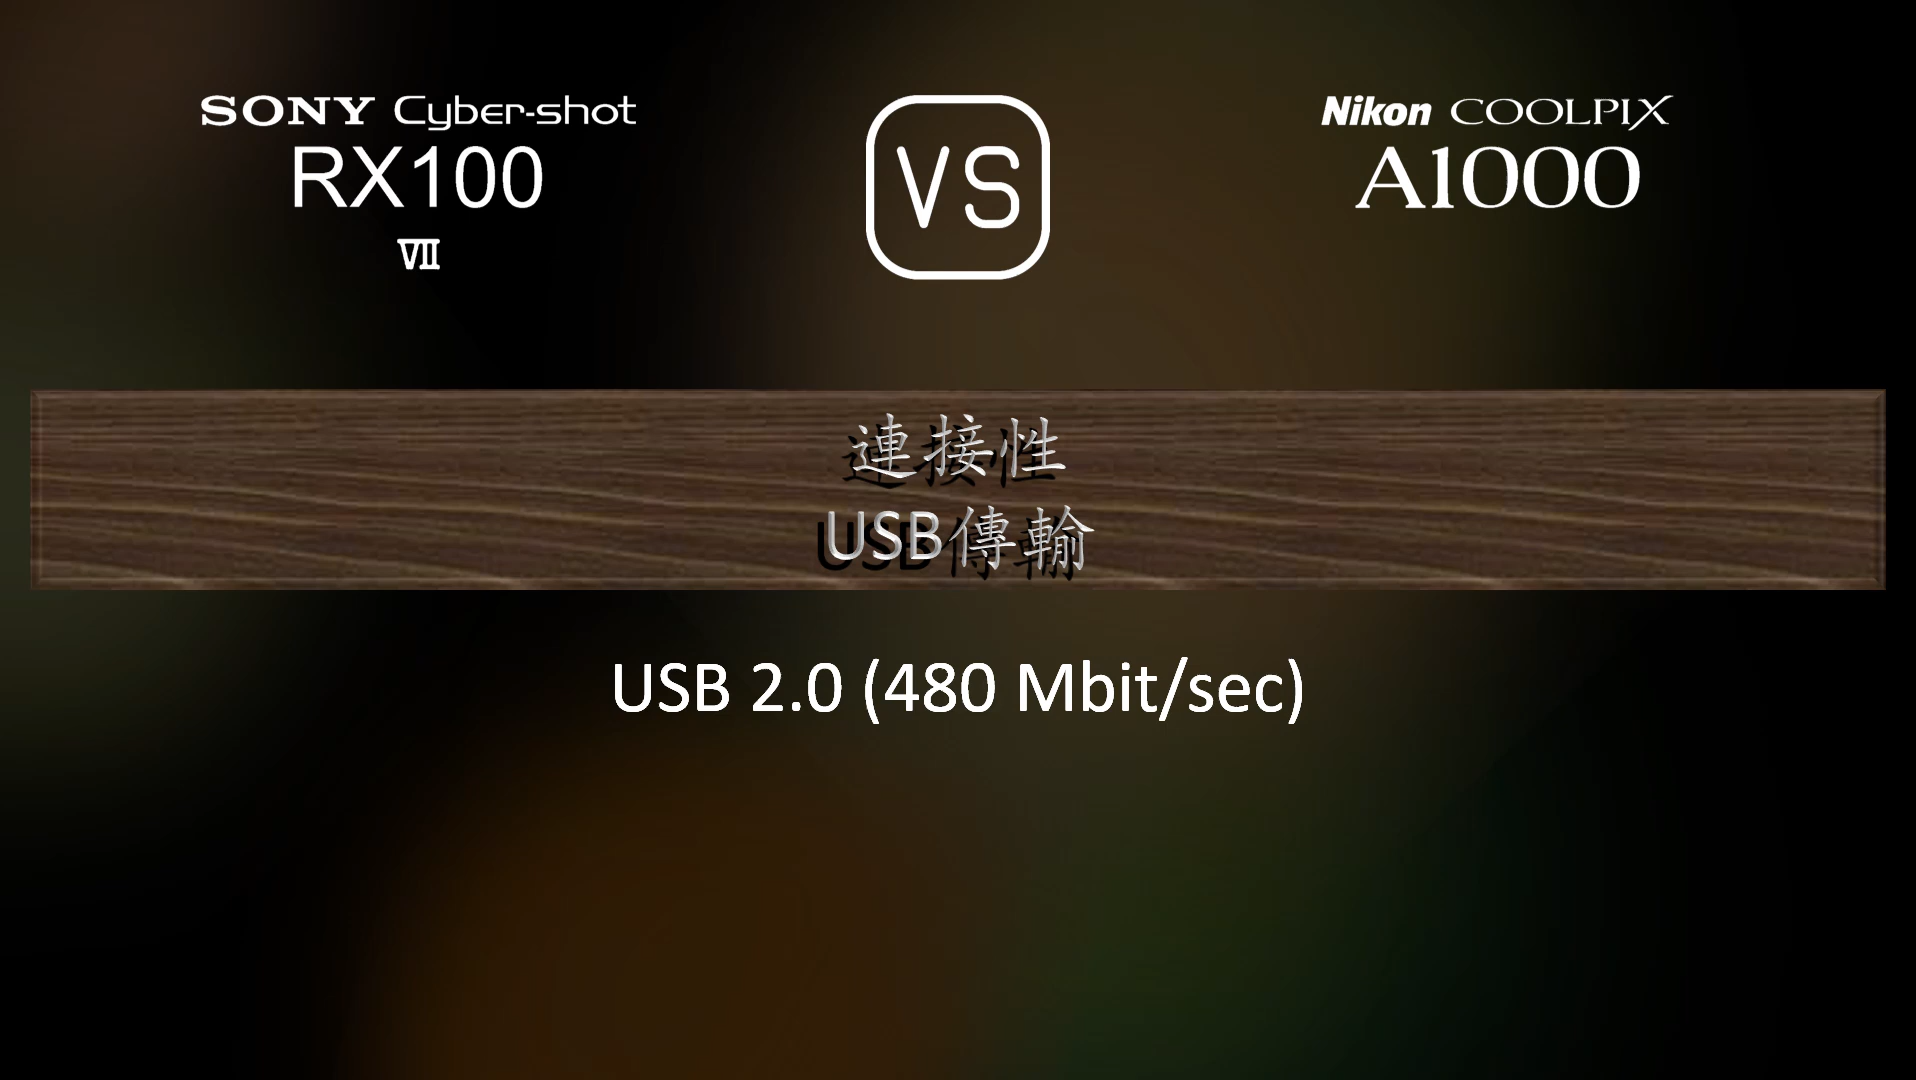 SONY Cyber-shot
RX100
VII
VS
Nikon COOLPIX
A1000
連接性
USB傳輸
USB 2.0 (480 Mbit/sec)